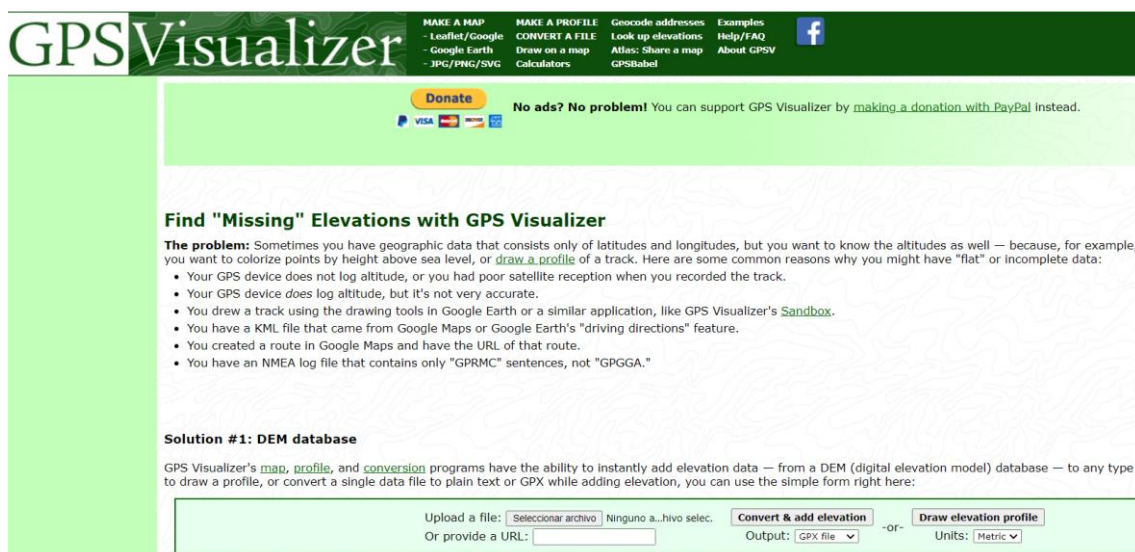 GPSVisualizer
MAKE A MAP
- Leaflet/Google
- Google Earth
- JPG/PNG/SVG
MAKE A PROFILE
CONVERT A FILE
Draw on a map
Calculators
Geocode addresses
Look up elevations
Atlas: Share a map
GPSBabel
Examples
Help/FAQ
About GPSV
f
Donate
VISA
No ads? No problem! You can support GPS Visualizer by making a donation with PayPal instead.
Find "Missing" Elevations with GPS Visualizer
The problem: Sometimes you have geographic data that consists only of latitudes and longitudes, but you want to know the altitudes as well — because, for example,
you want to colorize points by height above sea level, or draw a profile of a track. Here are some common reasons why you might have "flat" or incomplete data:
• Your GPS device does not log altitude, or you had poor satellite reception when you recorded the track.
• Your GPS device does log altitude, but it's not very accurate.
• You drew a track using the drawing tools in Google Earth or a similar application, like GPS Visualizer's Sandbox.
• You have a KML file that came from Google Maps or Google Earth's "driving directions" feature.
• You created a route in Google Maps and have the URL of that route.
• You have an NMEA log file that contains only "GPRMC" sentences, not "GPGGA."
Solution #1: DEM database
GPS Visualizer's map, profile, and conversion programs have the ability to instantly add elevation data — from a DEM (digital elevation model) database — to any type
to draw a profile, or convert a single data file to plain text or GPX while adding elevation, you can use the simple form right here:
Upload a file: Seleccionar archivo Ninguno a...hivo selec.
Or provide a URL:
Convert & add elevation
Output: GPX file
-or-
Draw elevation profile
Units: Metric